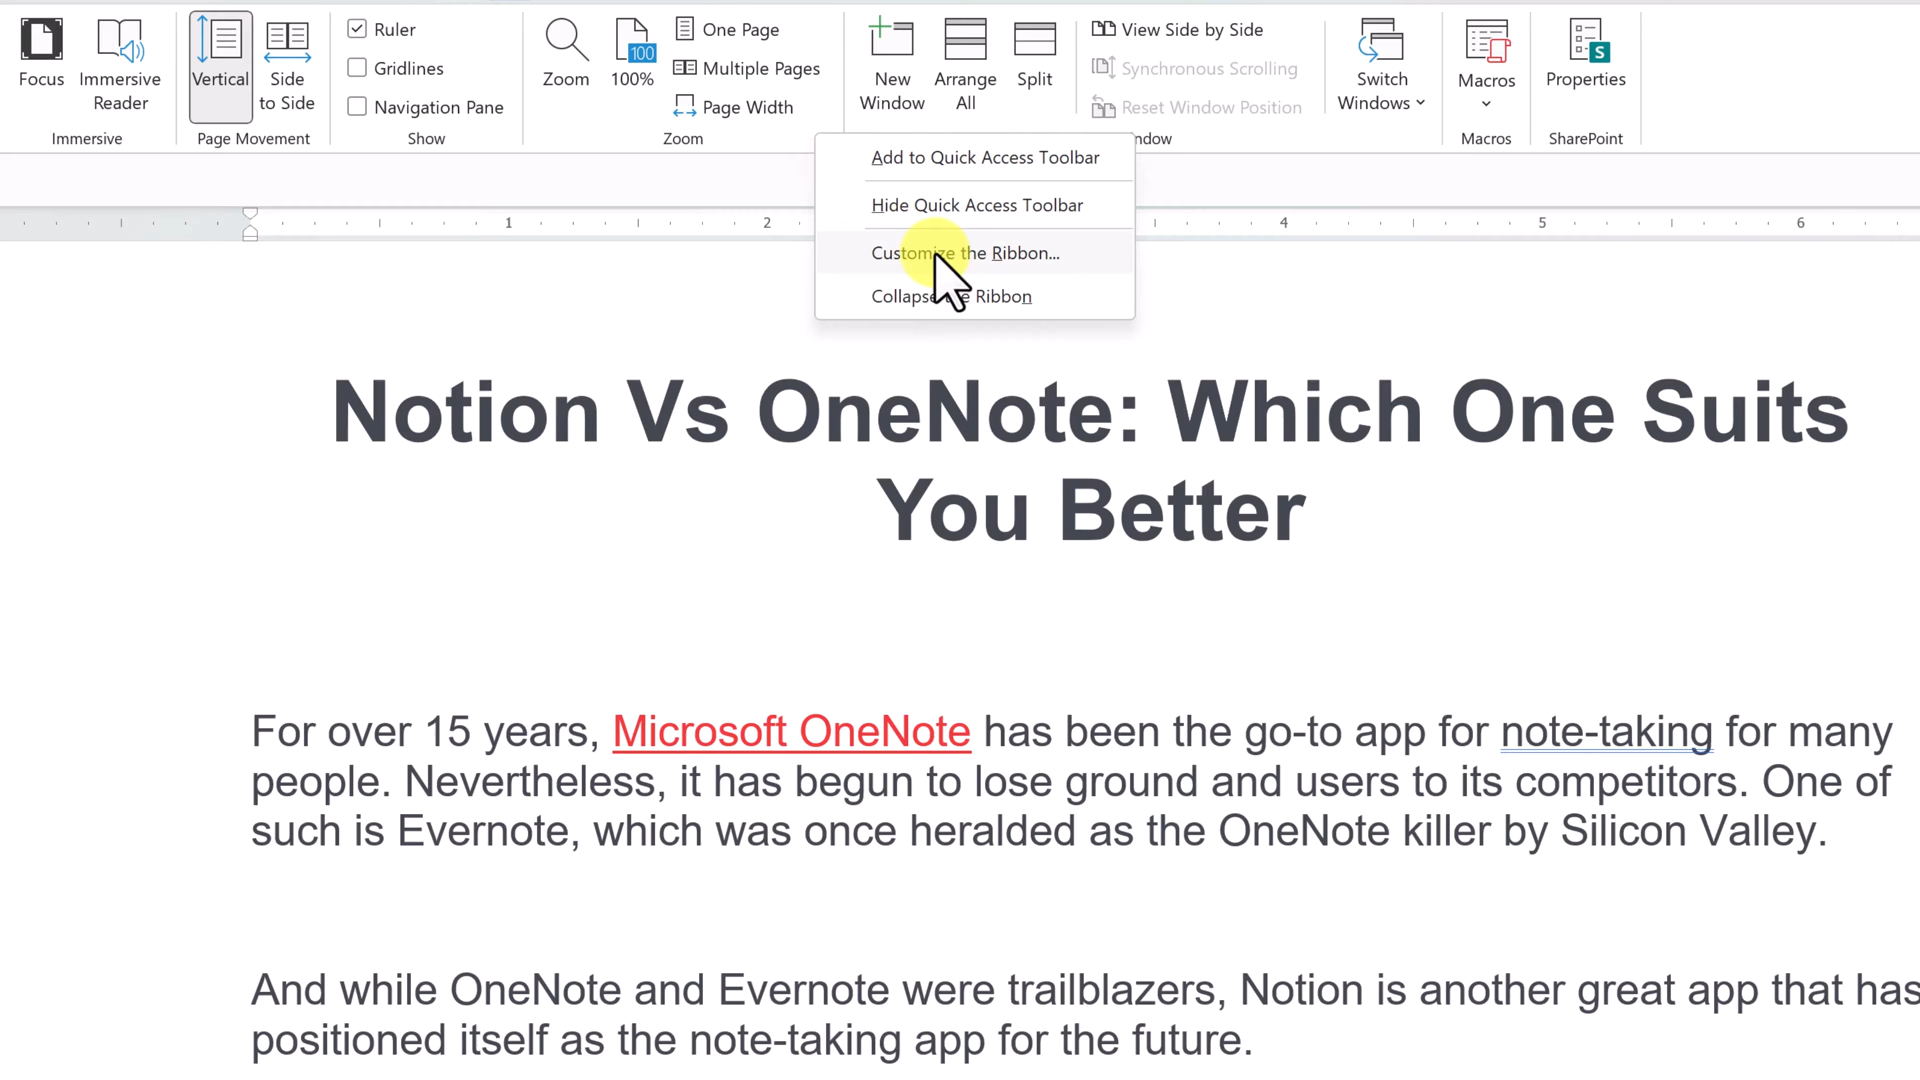 Focus
Immersive
Reader
Immersive
Vertical
Side
to Side
Page Movement
Ruler
Gridlines
Navigation Pane
Show
Zoom
100
100%
One Page
Multiple Pages
Page Width
Zoom
New
Window
Arrange
All
Split
View Side by Side
Synchronous Scrolling
Reset Window Position
ndow
Switch
Windows
Macros
Macros
S
Properties
SharePoint
Add to Quick Access Toolbar
Hide Quick Access Toolbar
Customize the Ribbon...
Collapse the Ribbon
1 2 4 5 6
Notion Vs OneNote: Which One Suits
You Better
For over 15 years, Microsoft OneNote has been the go-to app for note-taking for many
people. Nevertheless, it has begun to lose ground and users to its competitors. One of
such is Evernote, which was once heralded as the OneNote killer by Silicon Valley.
And while OneNote and Evernote were trailblazers, Notion is another great app that has
positioned itself as the note-taking app for the future.